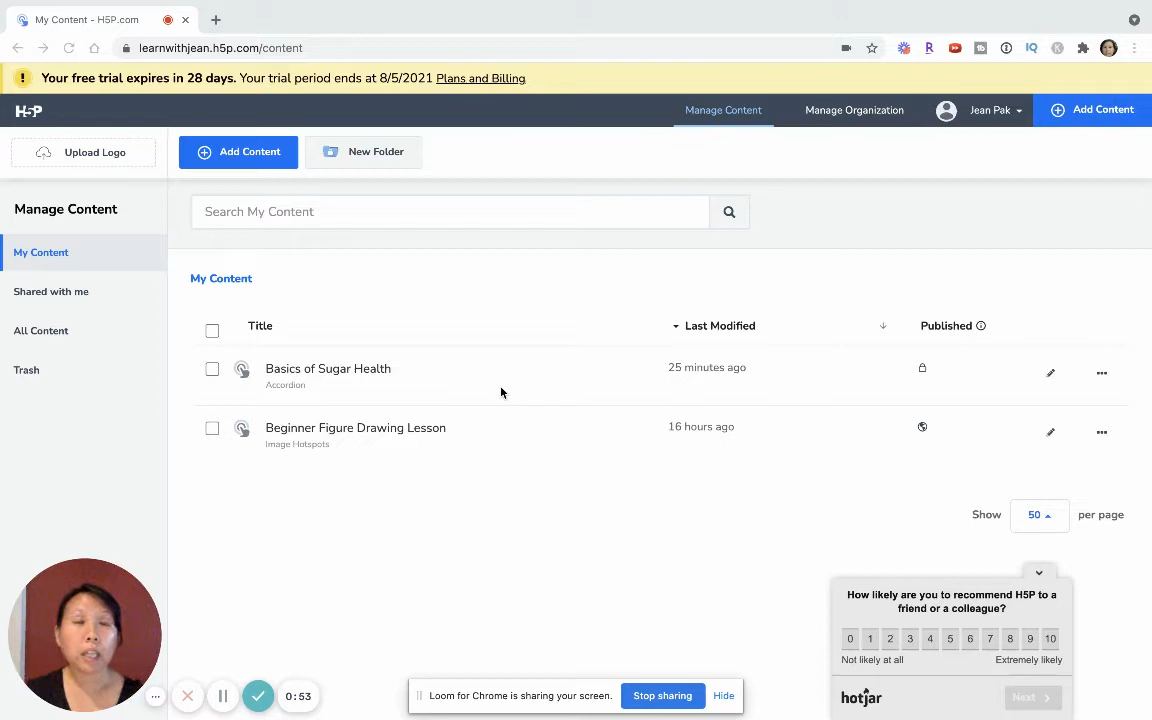 My Content - H5P.com
learnwithjean.h5p.com/content
Your free trial expires in 28 days. Your trial period ends at 8/5/2021 Plans and Billing
H5P
Manage Content
Manage Organization
Jean Pak
Add Content
Upload Logo
Add Content
New Folder
Manage Content
Search My Content
My Content
Shared with me
All Content
Trash
My Content
Title
Last Modified
Published
Basics of Sugar Health
25 minutes ago
Accordion
Beginner Figure Drawing Lesson
16 hours ago
Image Hotspots
Show 50 per page
How likely are you to recommend H5P to a
friend or a colleague?
0 1 2 3 4 5 6 7 8 9 10
Not likely at all Extremely likely
hotjar
Next
0:53
Loom for Chrome is sharing your screen.
Stop sharing
Hide